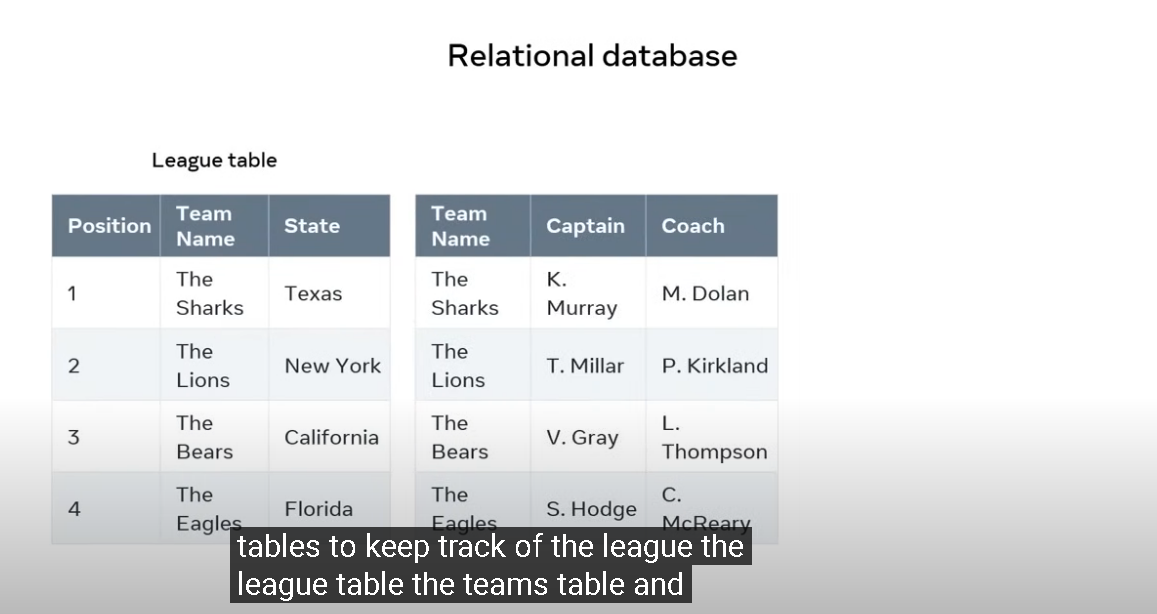 Relational database
League table
Position Team Name State
1 The Sharks Texas
2 The Lions New York
3 The Bears California
4 The Eagles Florida
Team Name Captain Coach
The Sharks K. Murray M. Dolan
The Lions T. Millar P. Kirkland
The Bears V. Gray L. Thompson
The Eagles S. Hodge C. McReary
tables to keep track of the league the
league table the teams table and